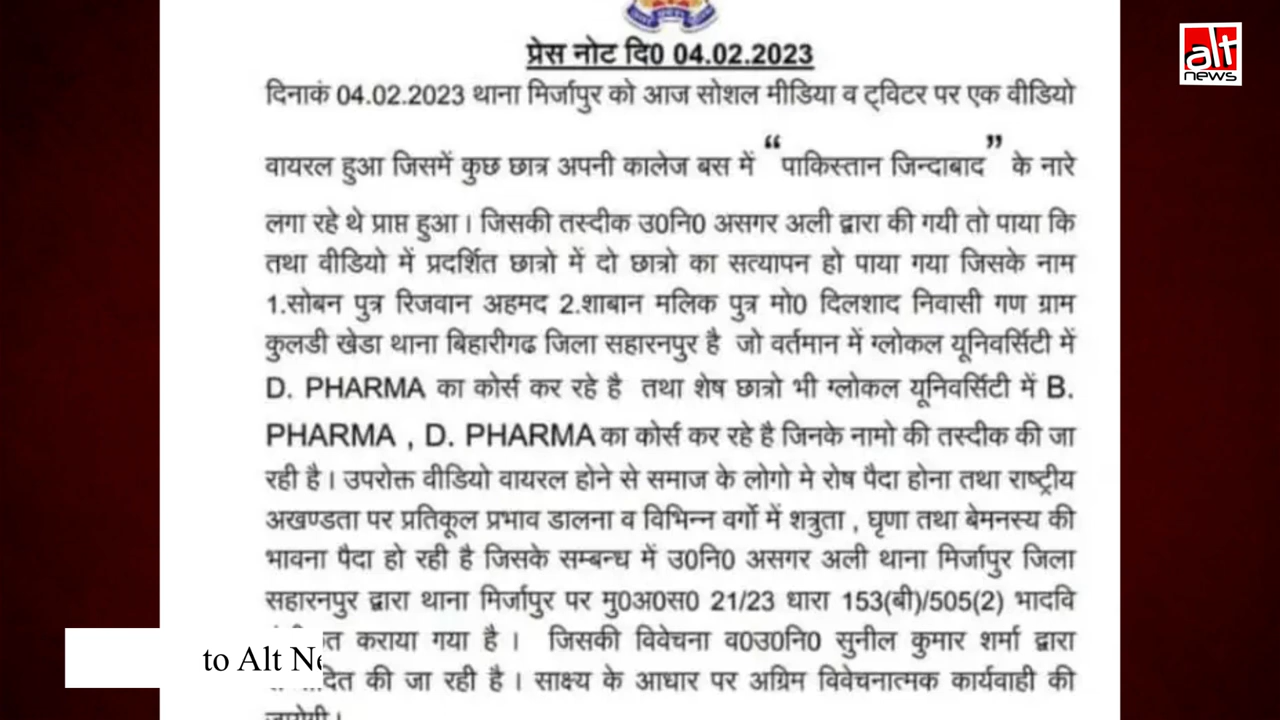 alt
news
प्रेस नोट दि0 04.02.2023
दिनाकं 04.02.2023 थाना मिर्जापुर को आज सोशल मीडिया व ट्विटर पर एक वीडियो
वायरल हुआ जिसमें कुछ छात्र अपनी कालेज बस में “पाकिस्तान जिन्दाबाद” के नारे
लगा रहे थे प्राप्त हुआ । जिसकी तस्दीक उ0नि0 असगर अली द्वारा की गयी तो पाया कि
तथा वीडियो में प्रदर्शित छात्रो में दो छात्रो का सत्यापन हो पाया गया जिसके नाम
1.सोबन पुत्र रिजवान अहमद 2.शाबान मलिक पुत्र मो0 दिलशाद निवासी गण ग्राम
कुलडी खेडा थाना बिहारीगढ जिला सहारनपुर है जो वर्तमान में ग्लोकल यूनिवर्सिटी में
D. PHARMA का कोर्स कर रहे है तथा शेष छात्रो भी ग्लोकल यूनिवर्सिटी में B.
PHARMA , D. PHARMA का कोर्स कर रहे है जिनके नामो की तस्दीक की जा
रही है । उपरोक्त वीडियो वायरल होने से समाज के लोगो मे रोष पैदा होना तथा राष्ट्रीय
अखण्डता पर प्रतिकूल प्रभाव डालना व विभिन्न वर्गो में शत्रुता , घृणा तथा बेमनस्य की
भावना पैदा हो रही है जिसके सम्बन्ध में उ0नि0 असगर अली थाना मिर्जापुर जिला
सहारनपुर द्वारा थाना मिर्जापुर पर मु0अ0स0 21/23 धारा 153(बी)/505(2) भादवि
कराया गया है । जिसकी विवेचना व0उ0नि0 सुनील कुमार शर्मा द्वारा
to Alt
की जा रही है । साक्ष्य के आधार पर अग्रिम विवेचनात्मक कार्यवाही की